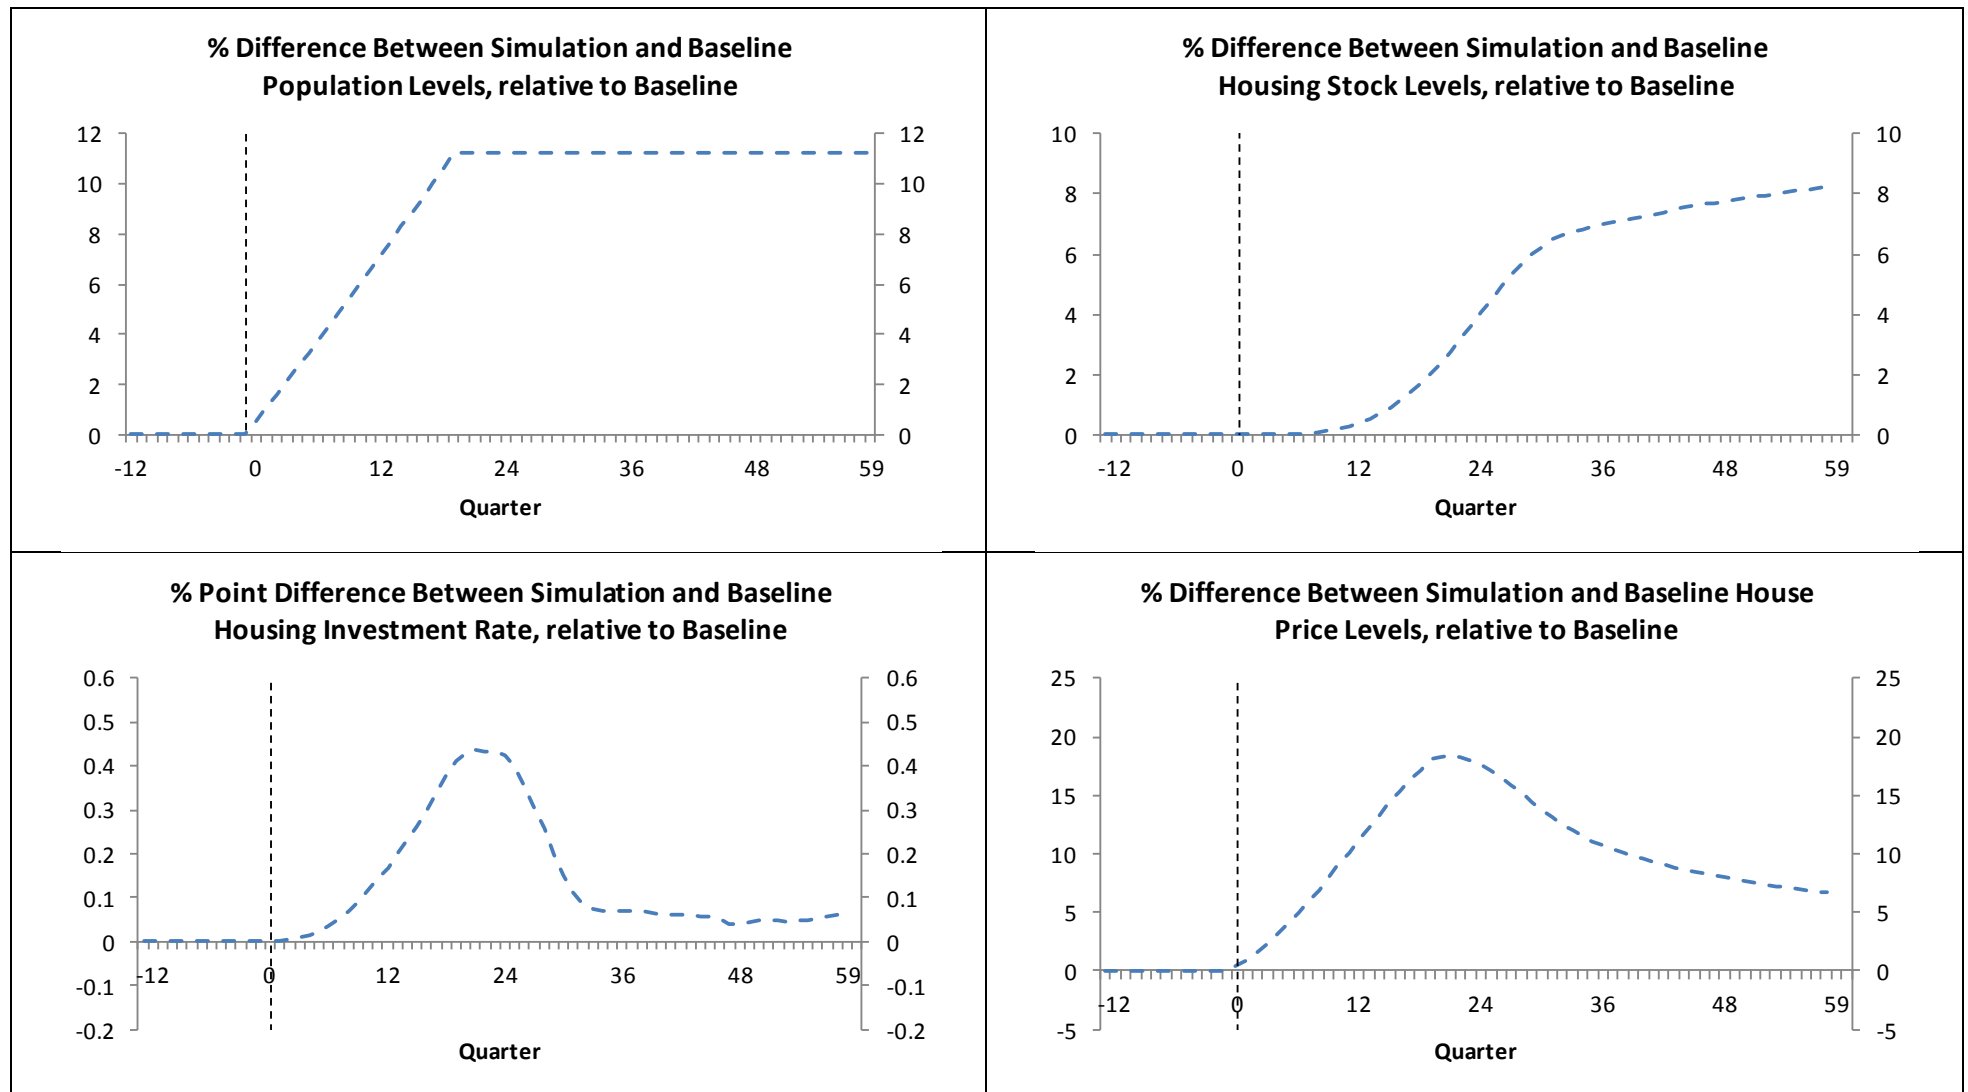 % Difference Between Simulation and Baseline
Population Levels, relative to Baseline
12 12
10 10
8 8
6 6
4 4
2 2
0 0
-12 0 12 24 36 48 59
Quarter
% Difference Between Simulation and Baseline
Housing Stock Levels, relative to Baseline
10 10
8 8
6 6
4 4
2 2
0 0
-12 0 12 24 36 48 59
Quarter
% Point Difference Between Simulation and Baseline
Housing Investment Rate, relative to Baseline
0.6 0.6
0.5 0.5
0.4 0.4
0.3 0.3
0.2 0.2
0.1 0.1
0 0
-12 0 12 24 36 48 59
-0.1 -0.1
-0.2 -0.2
Quarter
% Difference Between Simulation and Baseline House
Price Levels, relative to Baseline
25 25
20 20
15 15
10 10
5 5
0 0
-12 0 12 24 36 48 59
-5 -5
Quarter